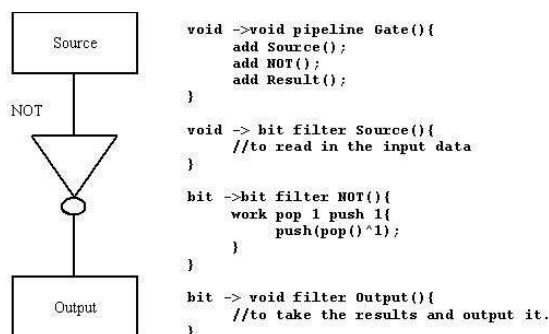 Source
NOT
Output
void ->void pipeline Gate(){
add Source();
add NOT();
add Result();
}
void -> bit filter Source(){
//to read in the input data
}
bit ->bit filter NOT(){
work pop 1 push 1{
push(pop()^1);
}
}
bit -> void filter Output(){
//to take the results and output it.
}